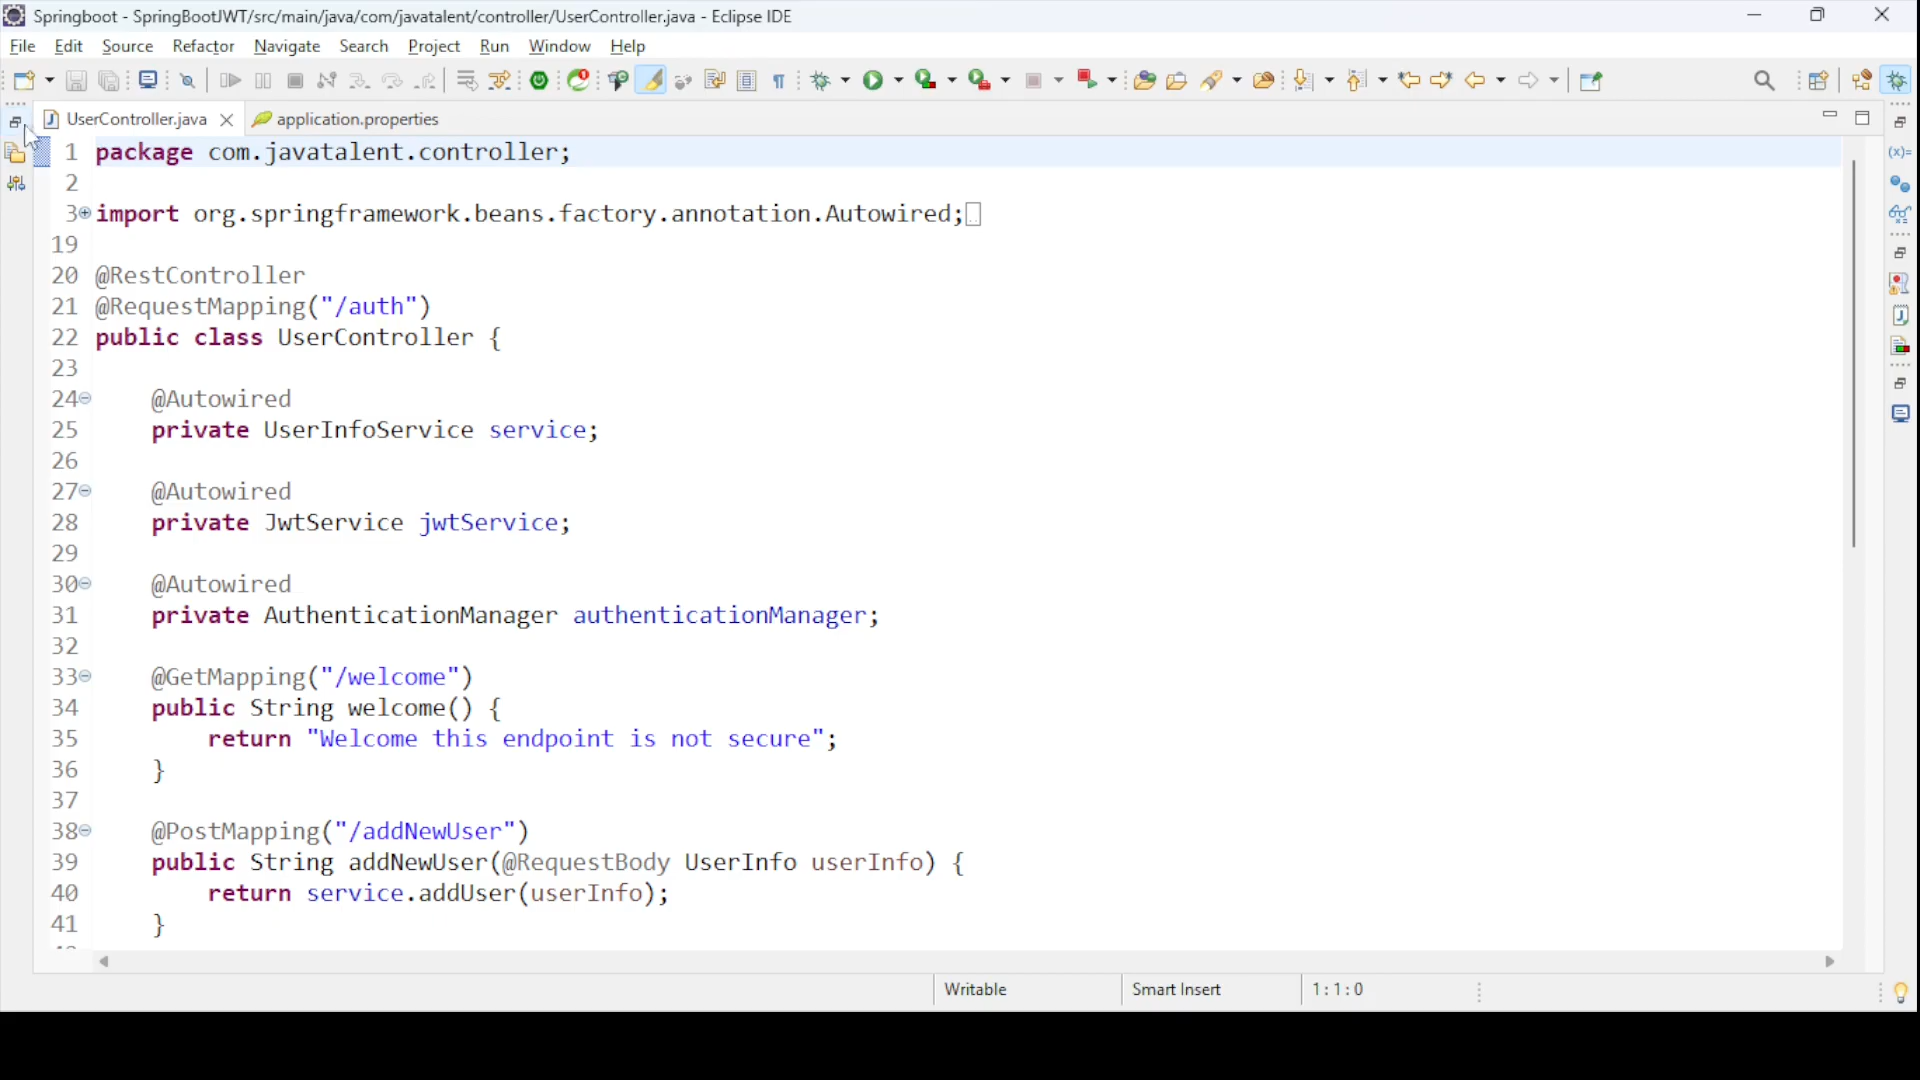 Springboot - SpringBootJWT/src/main/java/com/javatalent/controller/UserController.java - Eclipse IDE
File Edit Source Refactor Navigate Search Project Run Window Help
UserController.java application.properties
1 package com.javatalent.controller;
2
3 import org.springframework.beans.factory.annotation.Autowired;
19
20 @RestController
21 @RequestMapping("/auth")
22 public class UserController {
23
24 @Autowired
25 private UserInfoService service;
26
27 @Autowired
28 private JwtService jwtService;
29
30 @Autowired
31 private AuthenticationManager authenticationManager;
32
33 @GetMapping("/welcome")
34 public String welcome() {
35 return "Welcome this endpoint is not secure";
36 }
37
38 @PostMapping("/addNewUser")
39 public String addNewUser(@RequestBody UserInfo userInfo) {
40 return service.addUser(userInfo);
41 }
Writable Smart Insert 1 : 1 : 0